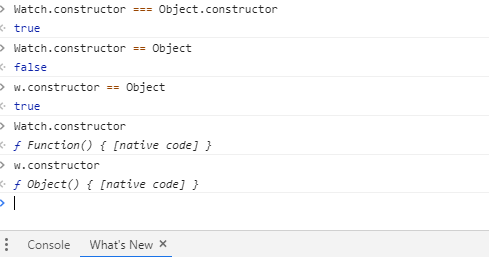 Watch.constructor === Object.constructor
true
Watch.constructor == Object
false
w.constructor == Object
true
Watch.constructor
ƒ Function() { [native code] }
w.constructor
ƒ Object() { [native code] }
Console What's New ✕